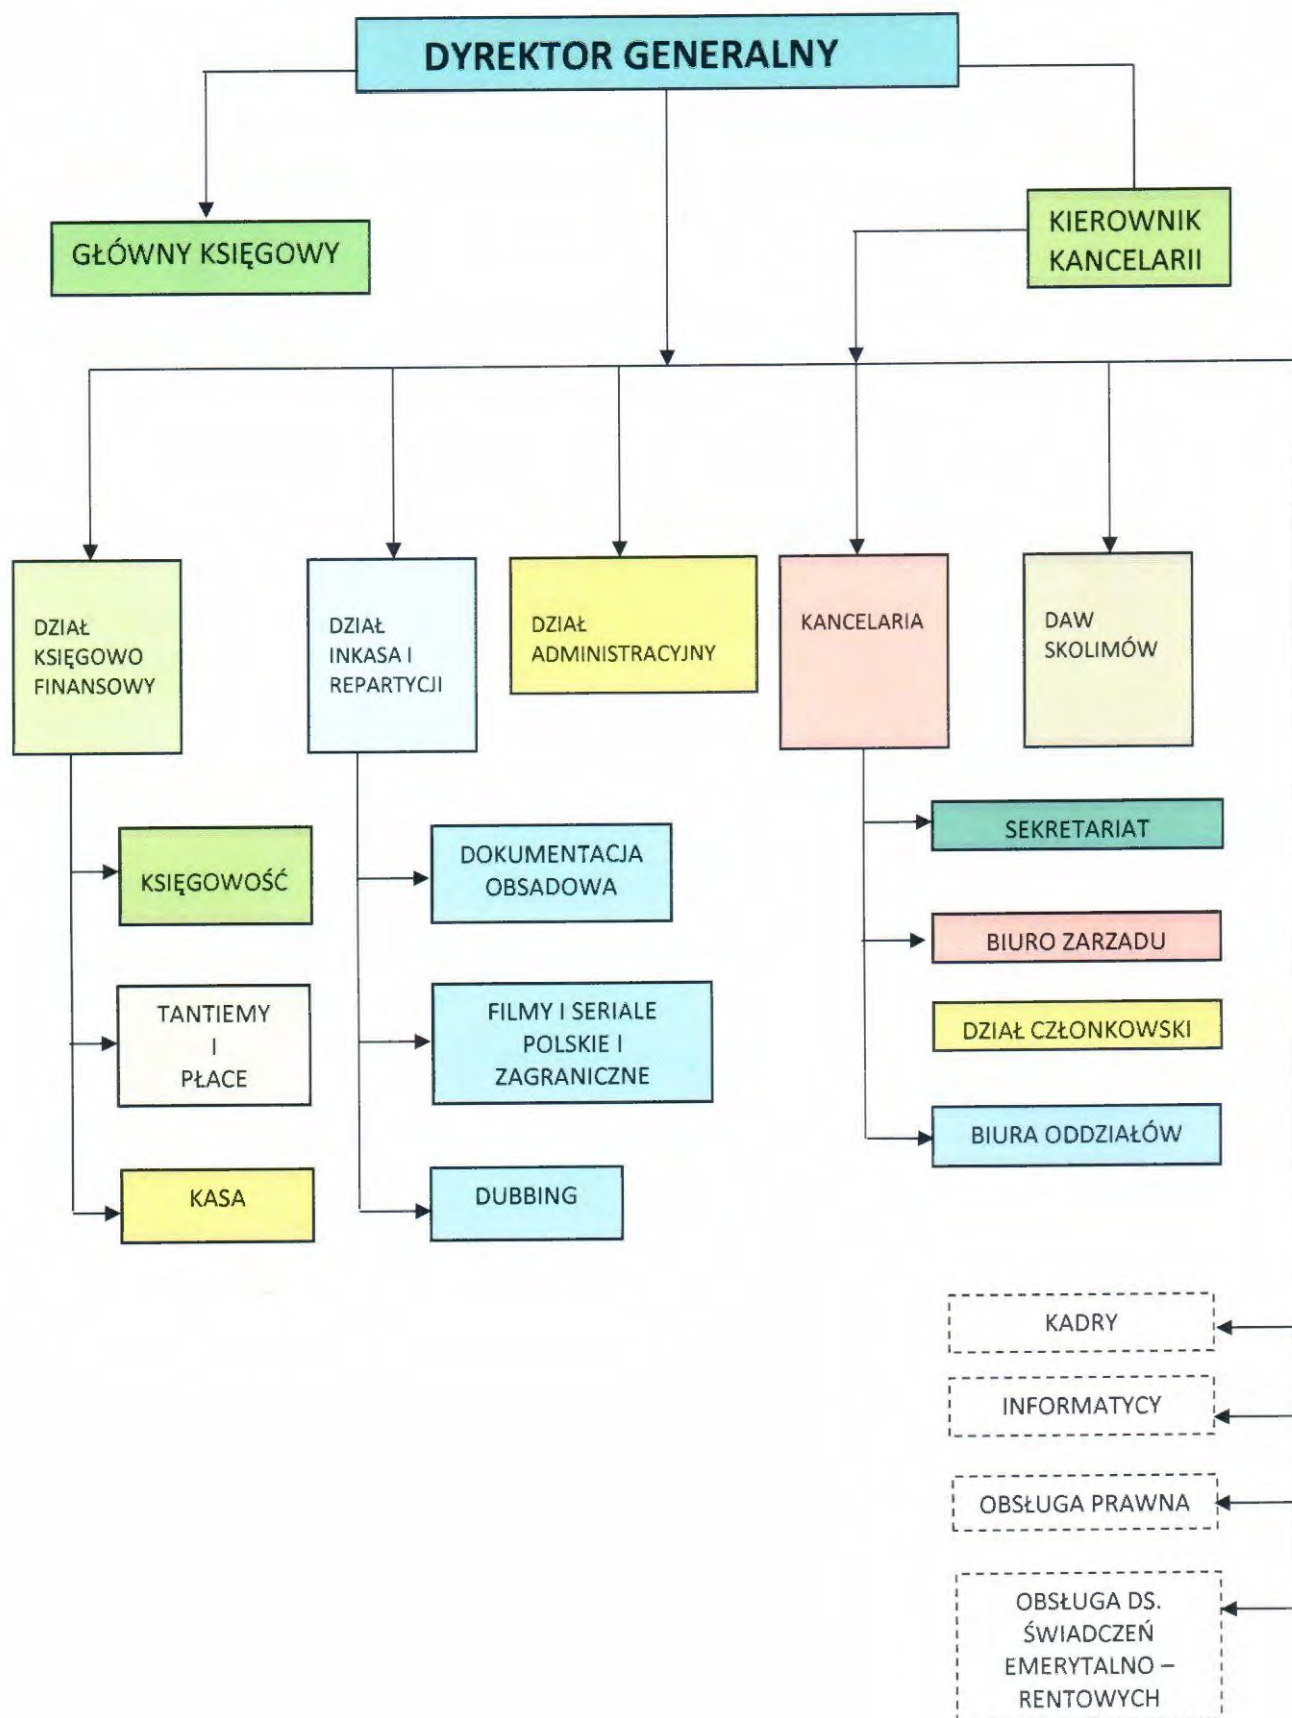 DYREKTOR GENERALNY
GŁÓWNY KSIĘGOWY
KIEROWNIK
KANCELARII
DZIAŁ
KSIĘGOWO
FINANSOWY
DZIAŁ
INKASA I
REPARTYCJI
DZIAŁ
ADMINISTRACYJNY
KANCELARIA
DAW
SKOLIMÓW
KSIĘGOWOŚĆ
TANTIEMY
I
PŁACE
KASA
DOKUMENTACJA
OBSADOWA
FILMY I SERIALE
POLSKIE I
ZAGRANICZNE
DUBBING
SEKRETARIAT
BIURO ZARZADU
DZIAŁ CZŁONKOWSKI
BIURA ODDZIAŁÓW
KADRY
INFORMATYCY
OBSŁUGA PRAWNA
OBSŁUGA DS.
ŚWIADCZEŃ
EMERYTALNO –
RENTOWYCH